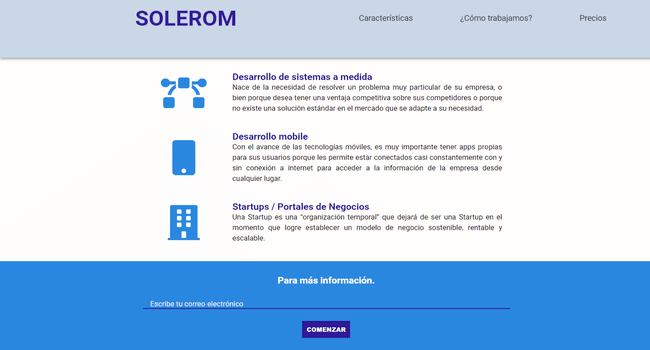 SOLEROM
Características ¿Cómo trabajamos? Precios
Desarrollo de sistemas a medida
Nace de la necesidad de resolver un problema muy particular de su empresa, o
bien porque desea tener una ventaja competitiva sobre sus competidores o porque
no existe una solución estándar en el mercado que se adapte a su necesidad.
Desarrollo mobile
Con el avance de las tecnologías móviles, es muy importante tener apps propias
para sus usuarios porque les permite estar conectados casi constantemente con y
sin conexión a internet para acceder a la información de la empresa desde
cualquier lugar.
Startups / Portales de Negocios
Una Startup es una "organización temporal" que dejará de ser una Startup en el
momento que logre establecer un modelo de negocio sostenible, rentable y
escalable.
Para más información.
Escribe tu correo electrónico
COMENZAR